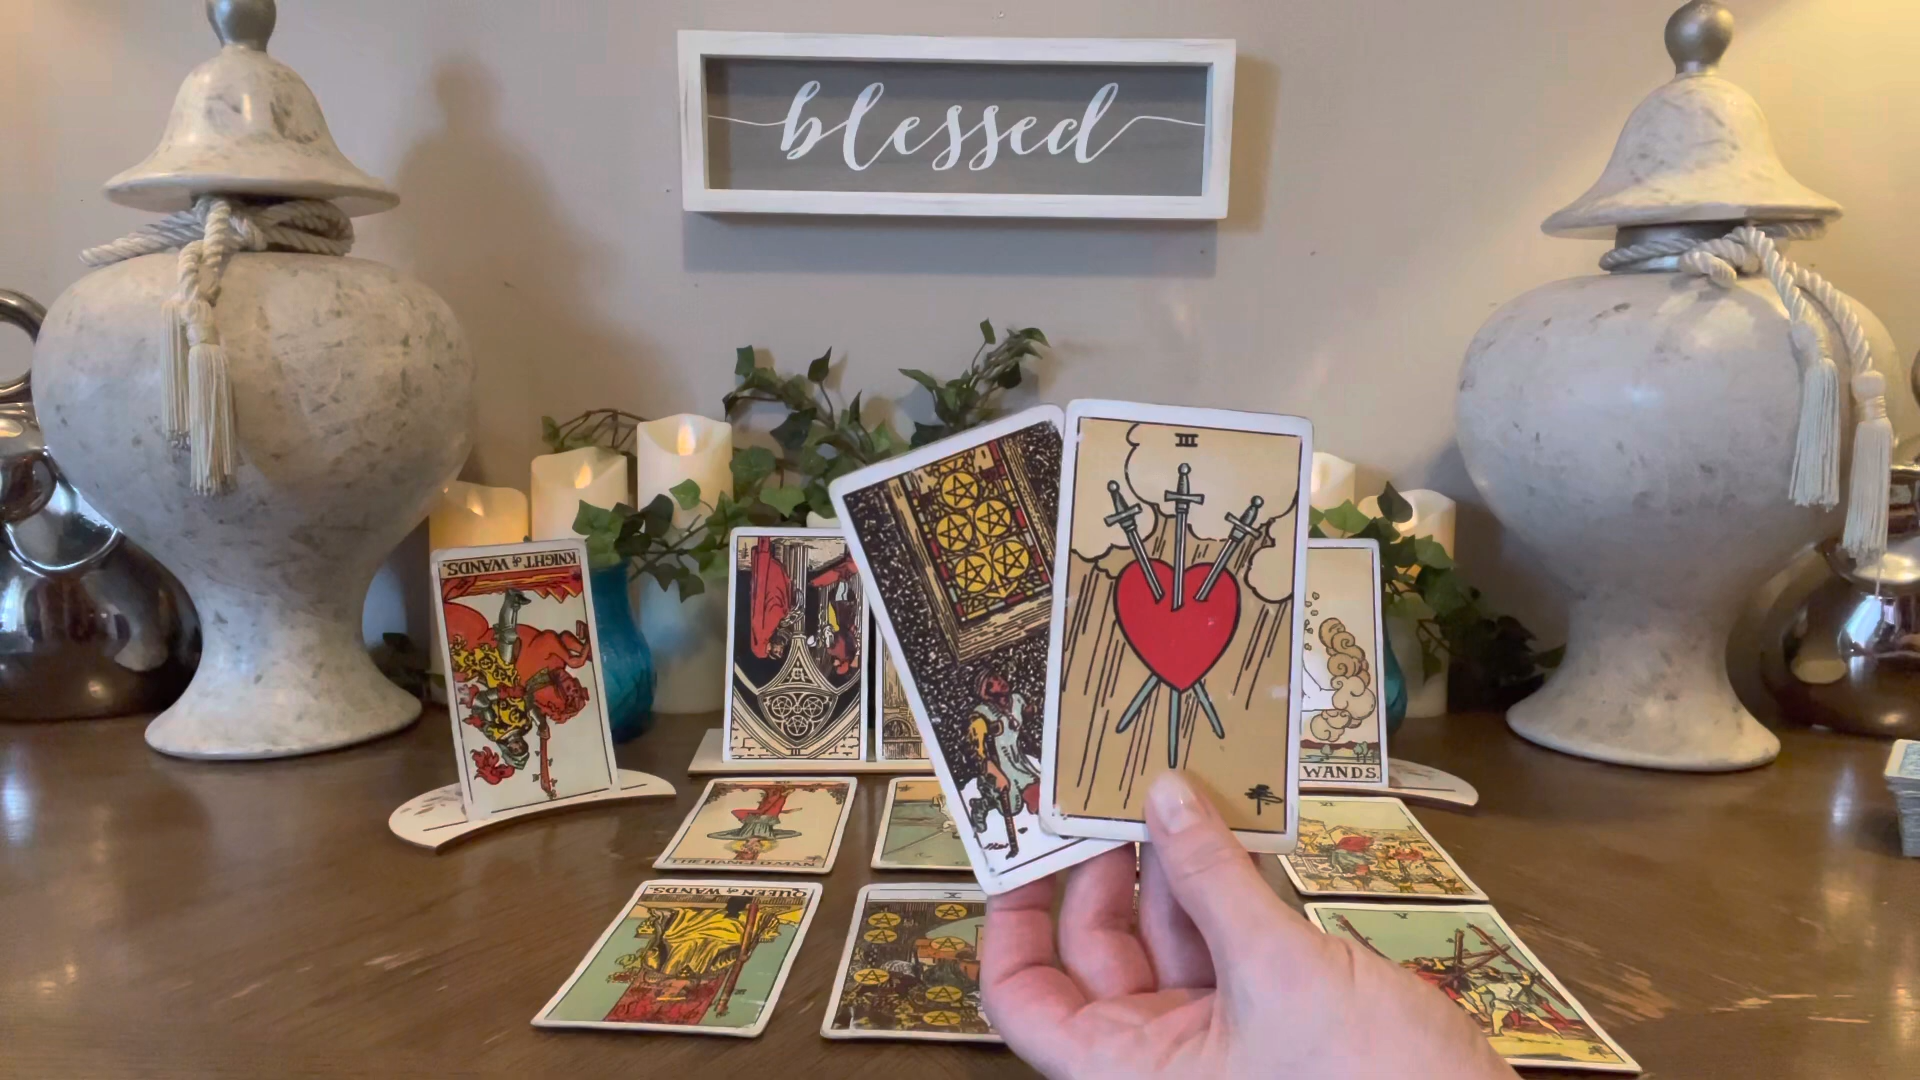 blessed
III
KNIGHT of WANDS.
WANDS.
THE HANGED MAN
QUEEN of WANDS.
X